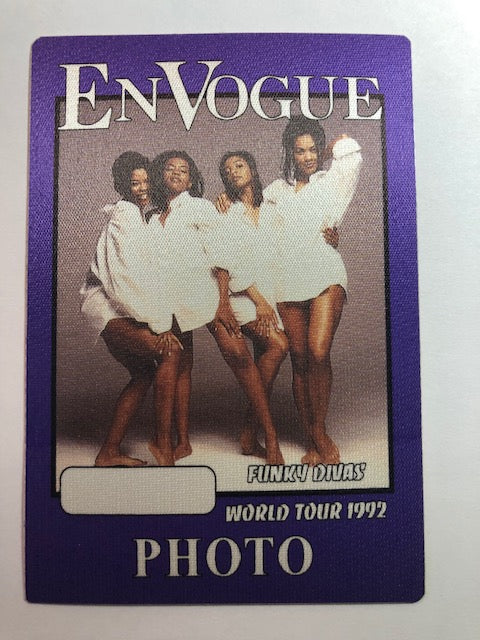 ENVOGUE
FUNKY DIVAS
WORLD TOUR 1992
PHOTO